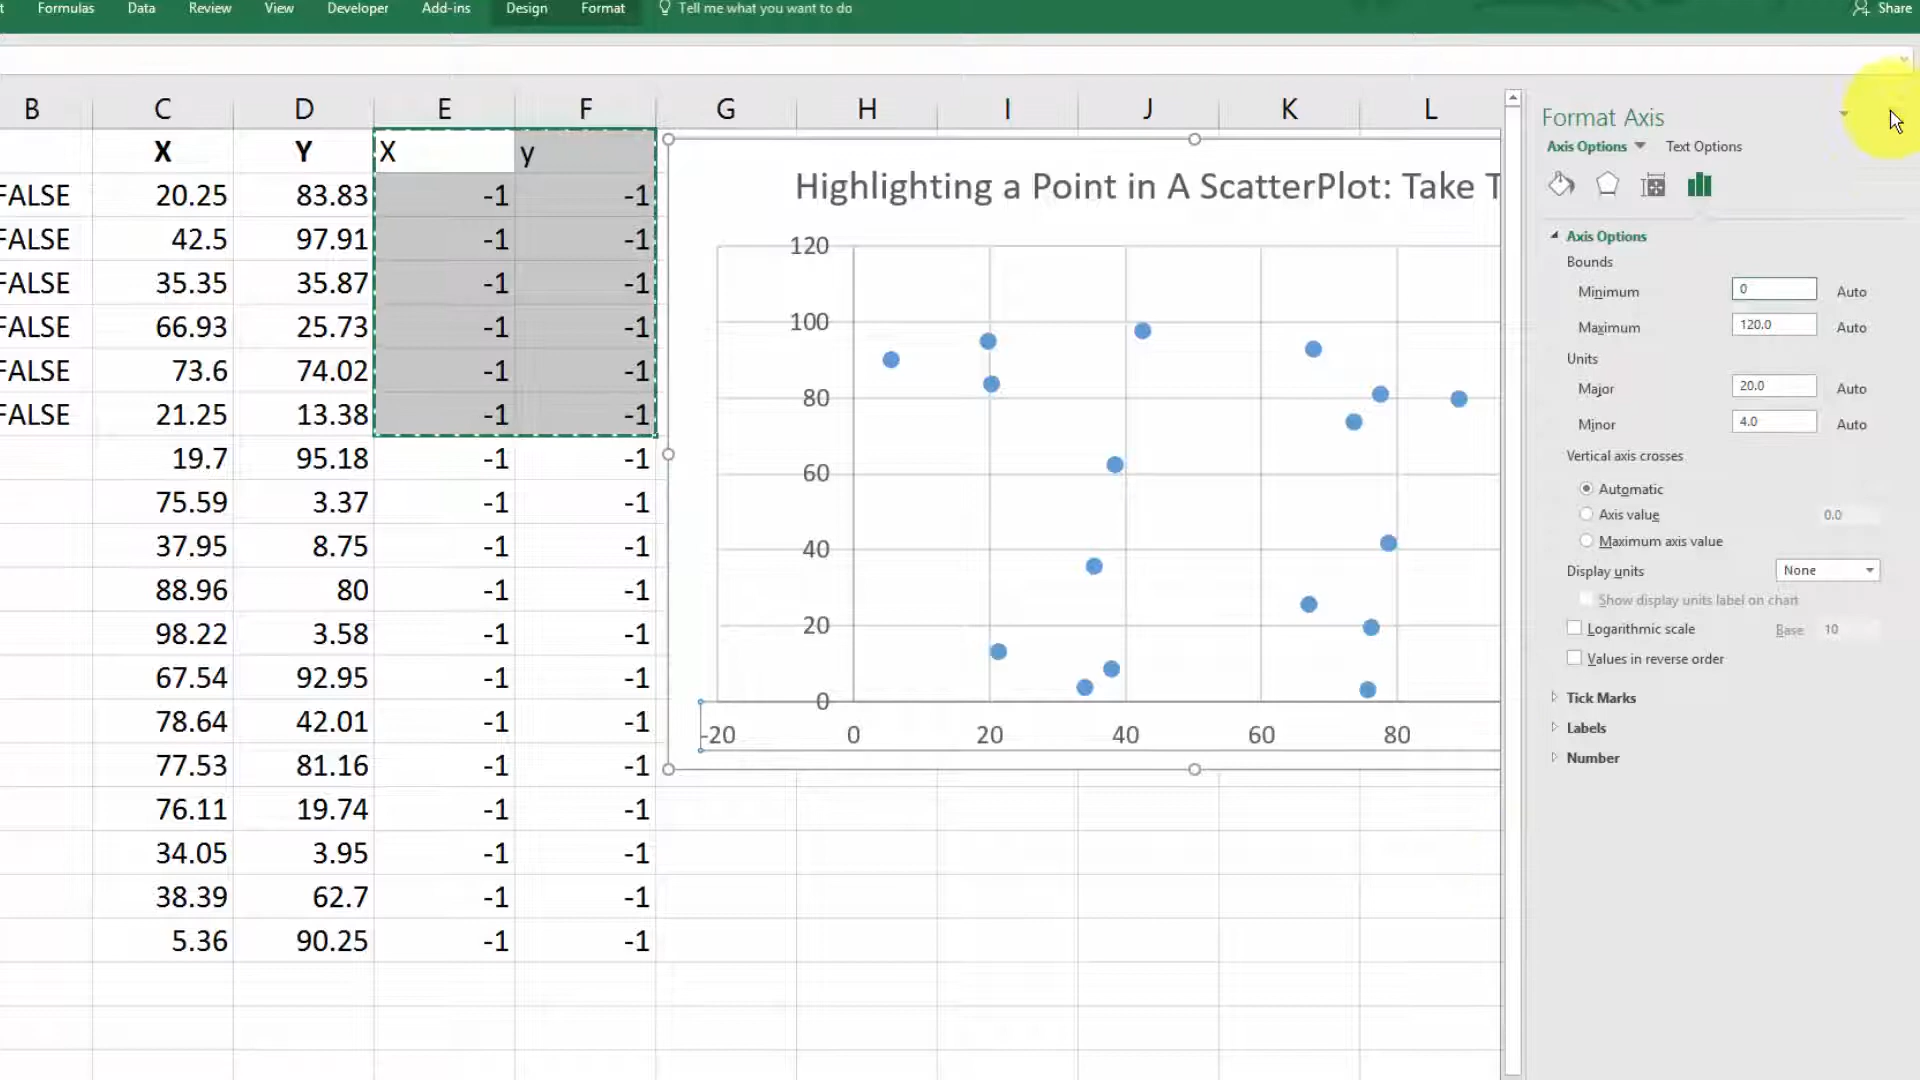 t Formulas Data Review View Developer Add-ins Design Format Tell me what you want to do Share
B C D E F G H I J K L
X Y X y
FALSE 20.25 83.83 -1 -1
FALSE 42.5 97.91 -1 -1
FALSE 35.35 35.87 -1 -1
FALSE 66.93 25.73 -1 -1
FALSE 73.6 74.02 -1 -1
FALSE 21.25 13.38 -1 -1
19.7 95.18 -1 -1
75.59 3.37 -1 -1
37.95 8.75 -1 -1
88.96 80 -1 -1
98.22 3.58 -1 -1
67.54 92.95 -1 -1
78.64 42.01 -1 -1
77.53 81.16 -1 -1
76.11 19.74 -1 -1
34.05 3.95 -1 -1
38.39 62.7 -1 -1
5.36 90.25 -1 -1
Highlighting a Point in A ScatterPlot: Take T
120
100
80
60
40
20
0
-20 0 20 40 60 80
Format Axis
Axis Options Text Options
Axis Options
Bounds
Minimum 0 Auto
Maximum 120.0 Auto
Units
Major 20.0 Auto
Minor 4.0 Auto
Vertical axis crosses
Automatic
Axis value 0.0
Maximum axis value
Display units None
Show display units label on chart
Logarithmic scale Base 10
Values in reverse order
Tick Marks
Labels
Number